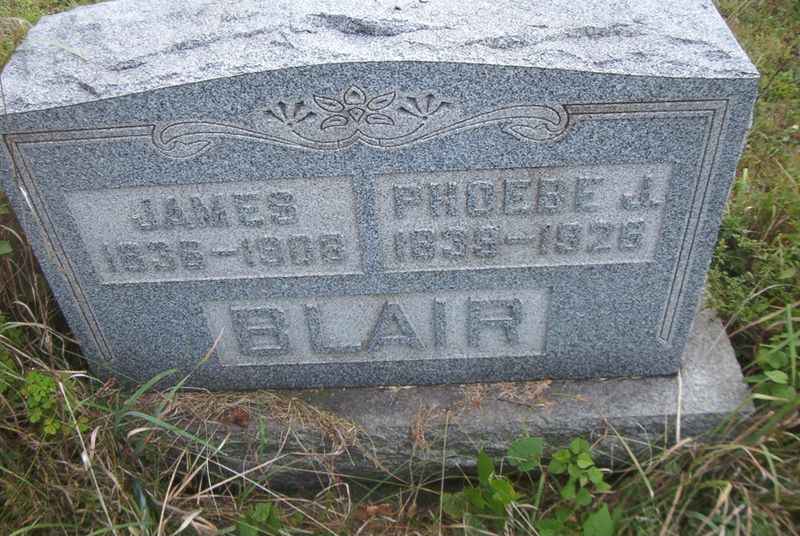 JAMES
1836-1908
PHOEBE J.
1839-1926
BLAIR